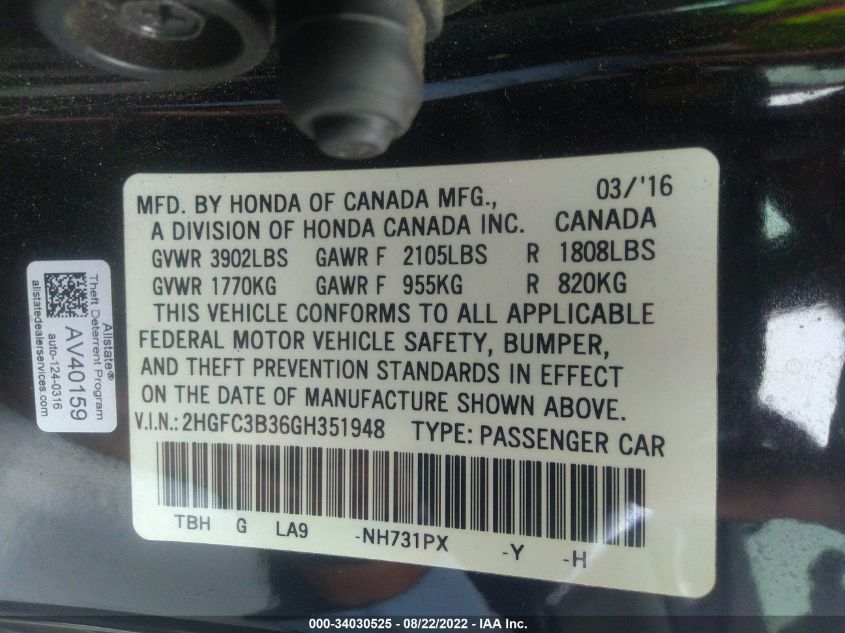 MFD. BY HONDA OF CANADA MFG., 03/'16
A DIVISION OF HONDA CANADA INC. CANADA
GVWR 3902LBS GAWR F 2105LBS R 1808LBS
GVWR 1770KG GAWR F 955KG R 820KG
THIS VEHICLE CONFORMS TO ALL APPLICABLE
FEDERAL MOTOR VEHICLE SAFETY, BUMPER,
AND THEFT PREVENTION STANDARDS IN EFFECT
ON THE DATE OF MANUFACTURE SHOWN ABOVE.
V.I.N.: 2HGFC3B36GH351948 TYPE: PASSENGER CAR
TBH G LA9 -NH731PX -Y -H
Allstate®
Theft Deterrent Program
AV40159
auto-124-0316
allstatedealerservices.com
000-34030525 - 08/22/2022 - IAA Inc.